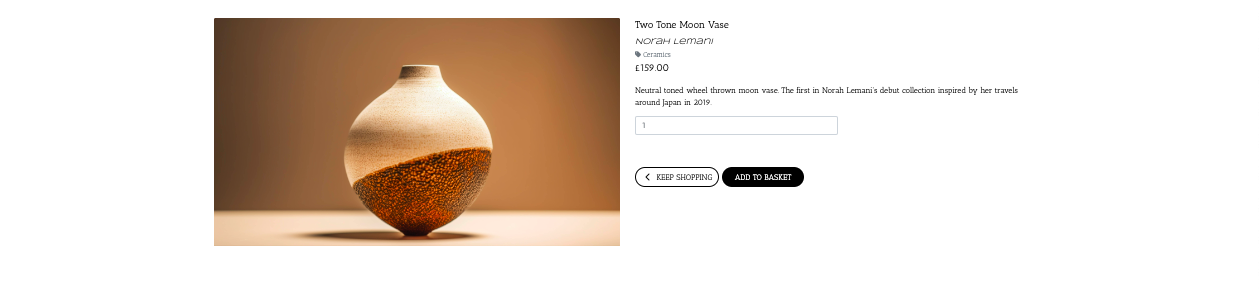 Two Tone Moon Vase
Norah Lemani
Ceramics
£159.00
Neutral toned wheel thrown moon vase. The first in Norah Lemani's debut collection inspired by her travels
around Japan in 2019.
1
KEEP SHOPPING ADD TO BASKET